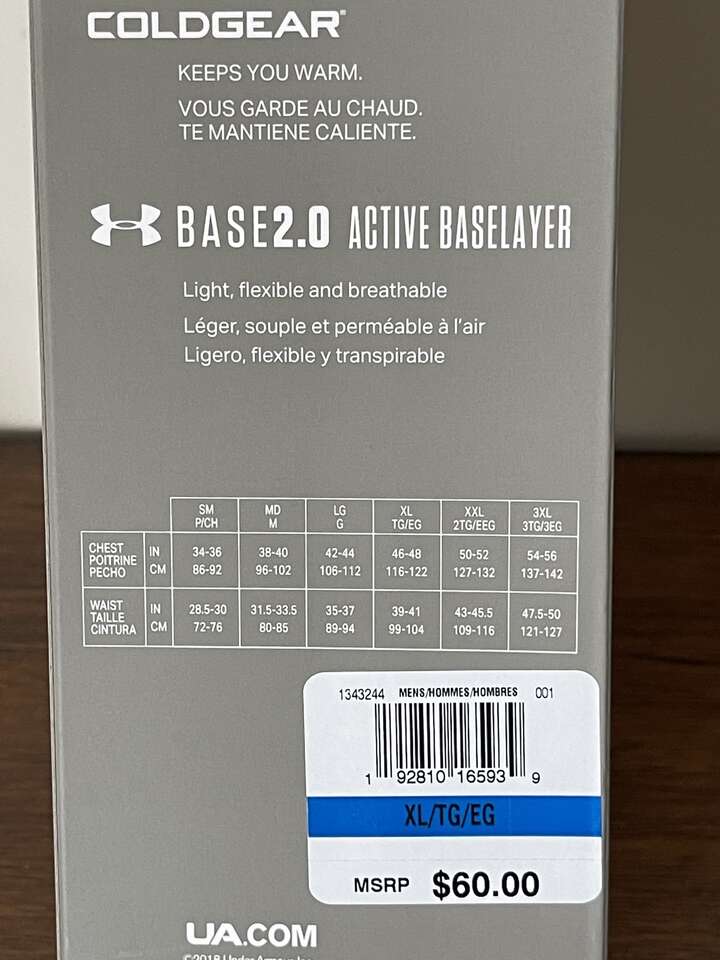 COLDGEAR®
KEEPS YOU WARM.
VOUS GARDE AU CHAUD.
TE MANTIENE CALIENTE.
BASE2.0 ACTIVE BASELAYER
Light, flexible and breathable
Léger, souple et perméable à l'air
Ligero, flexible y transpirable
SM MD LG XL XXL 3XL
P/CH M G TG/EG 2TG/EEG 3TG/3EG
CHEST POITRINE PECHO
IN 34-36 38-40 42-44 46-48 50-52 54-56
CM 86-92 96-102 106-112 116-122 127-132 137-142
WAIST TAILLE CINTURA
IN 28.5-30 31.5-33.5 35-37 39-41 43-45.5 47.5-50
CM 72-76 80-85 89-94 99-104 109-116 121-127
1343244 MENS/HOMMES/HOMBRES 001
1 92810 16593 9
XL/TG/EG
MSRP $60.00
UA.COM
©2018 Under Armour, Inc.